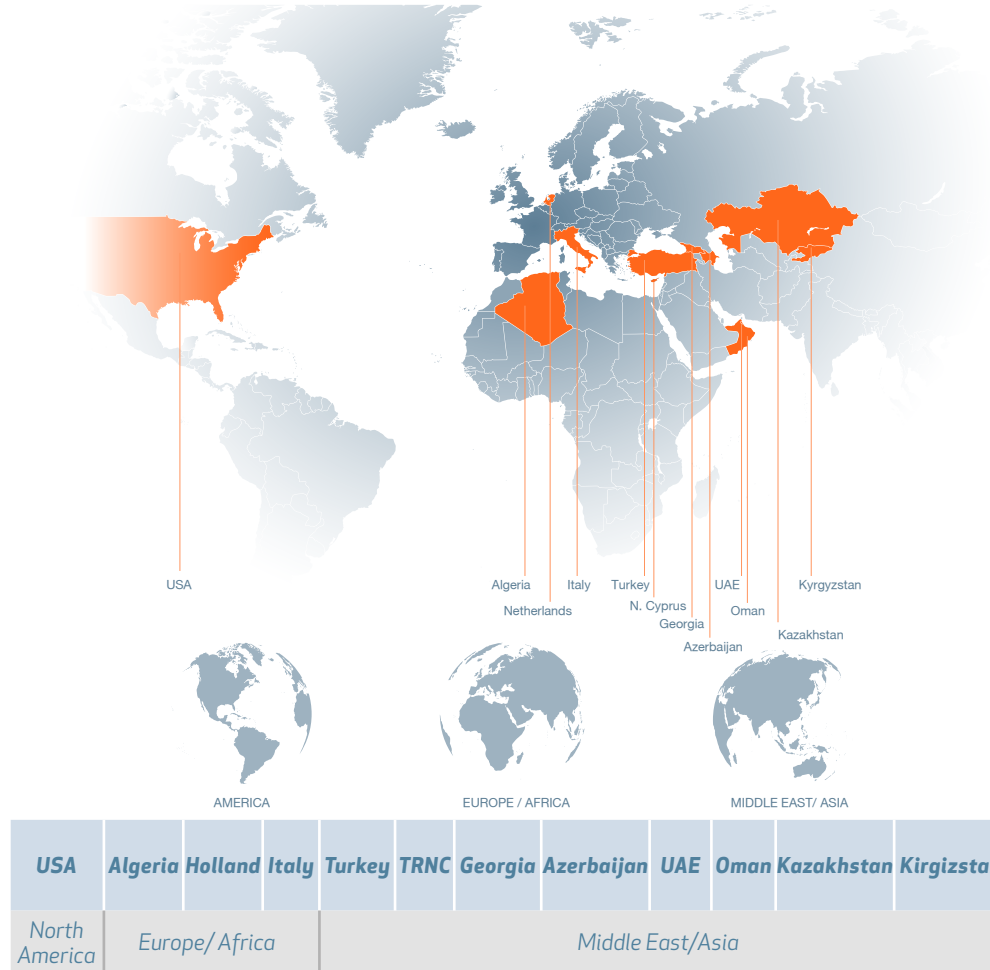 USA
Algeria
Italy
Turkey
UAE
Kyrgyzstan
Netherlands
N. Cyprus
Oman
Georgia
Kazakhstan
Azerbaijan
AMERICA
EUROPE / AFRICA
MIDDLE EAST/ ASIA
USA Algeria Holland Italy Turkey TRNC Georgia Azerbaijan UAE Oman Kazakhstan Kirgizsta
North
America
Europe/ Africa
Middle East/Asia